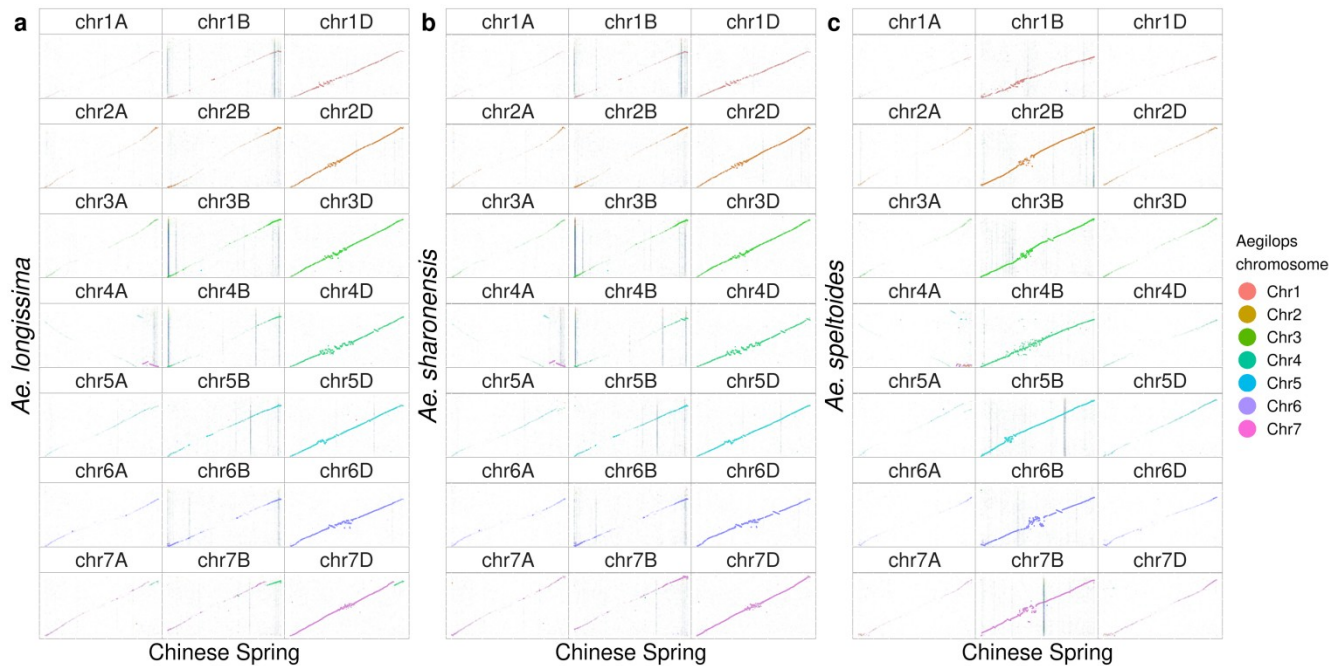 a
chr1A chr1B chr1D
chr2A chr2B chr2D
chr3A chr3B chr3D
chr4A chr4B chr4D
chr5A chr5B chr5D
chr6A chr6B chr6D
chr7A chr7B chr7D
Ae. longissima
Chinese Spring
b
chr1A chr1B chr1D
chr2A chr2B chr2D
chr3A chr3B chr3D
chr4A chr4B chr4D
chr5A chr5B chr5D
chr6A chr6B chr6D
chr7A chr7B chr7D
Ae. sharonensis
Chinese Spring
c
chr1A chr1B chr1D
chr2A chr2B chr2D
chr3A chr3B chr3D
chr4A chr4B chr4D
chr5A chr5B chr5D
chr6A chr6B chr6D
chr7A chr7B chr7D
Ae. speltoides
Chinese Spring
Aegilops
chromosome
Chr1
Chr2
Chr3
Chr4
Chr5
Chr6
Chr7